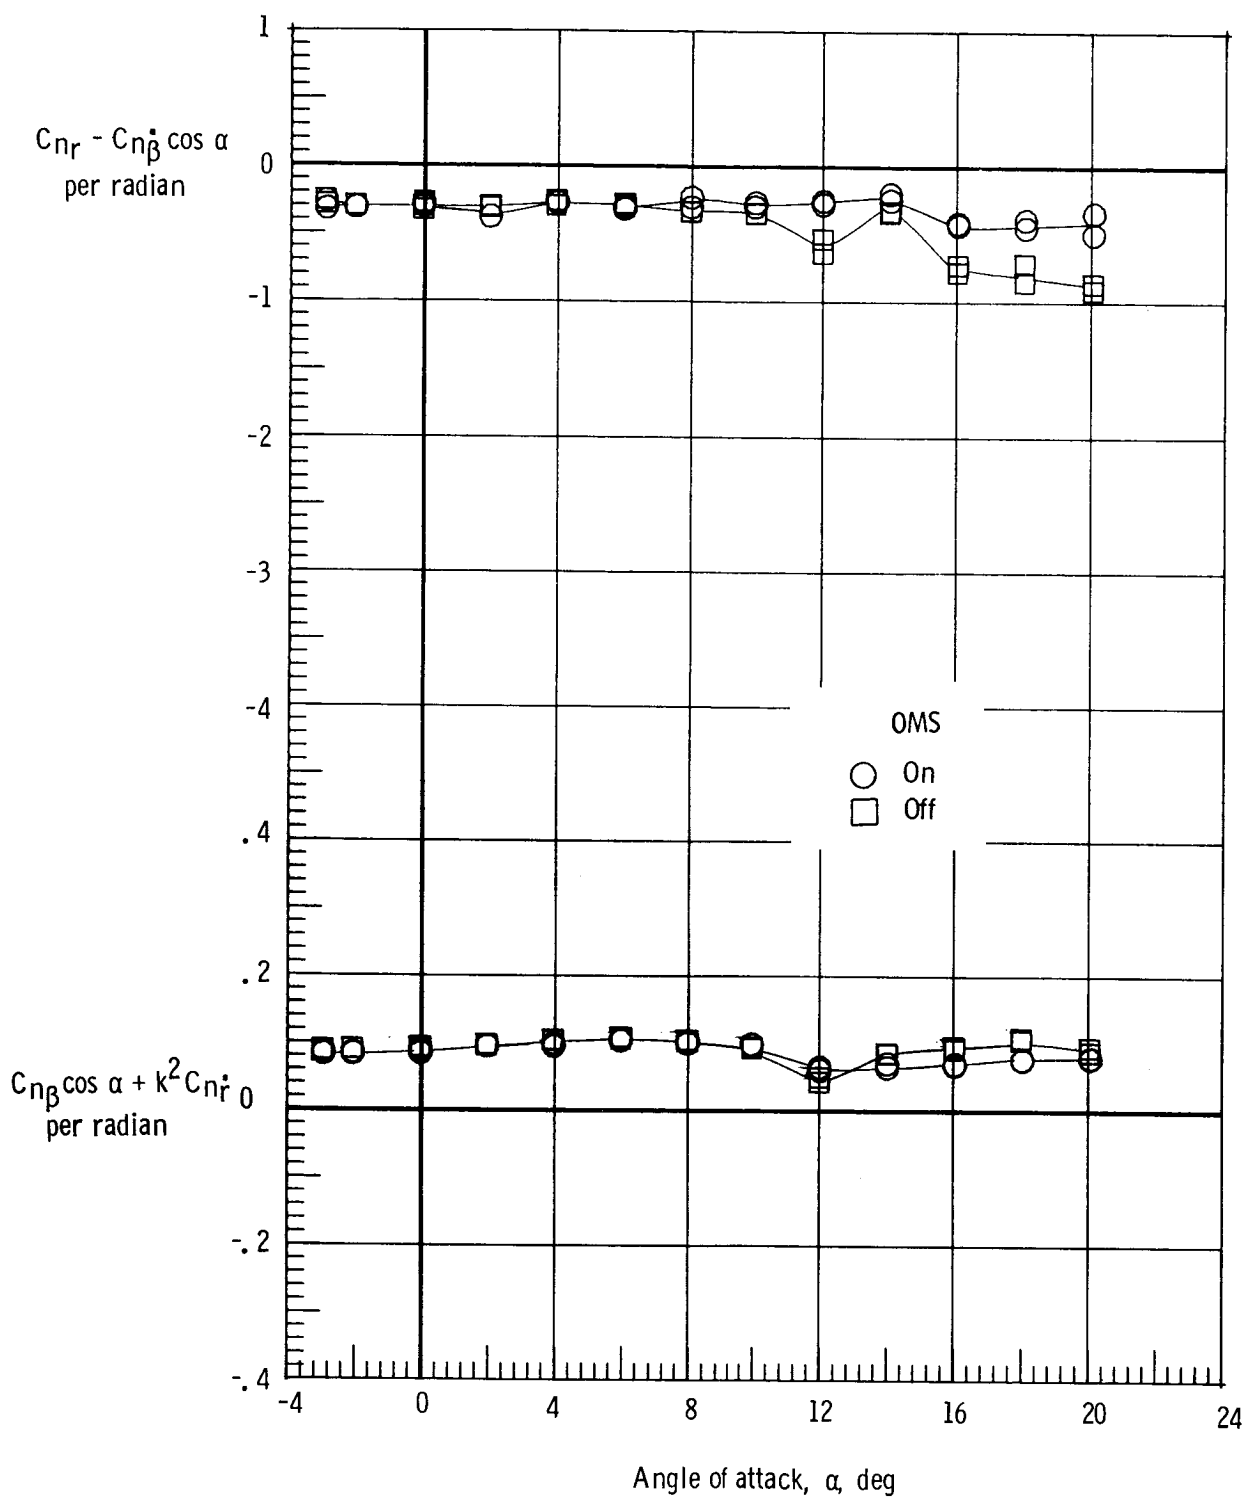 1
Cnr - Cnβ̇ cos α
per radian
0
-1
-2
-3
-4
OMS
On
Off
.4
.2
Cnβ cos α + k²Cnṙ
per radian
0
-.2
-.4
-4 0 4 8 12 16 20 24
Angle of attack, α, deg